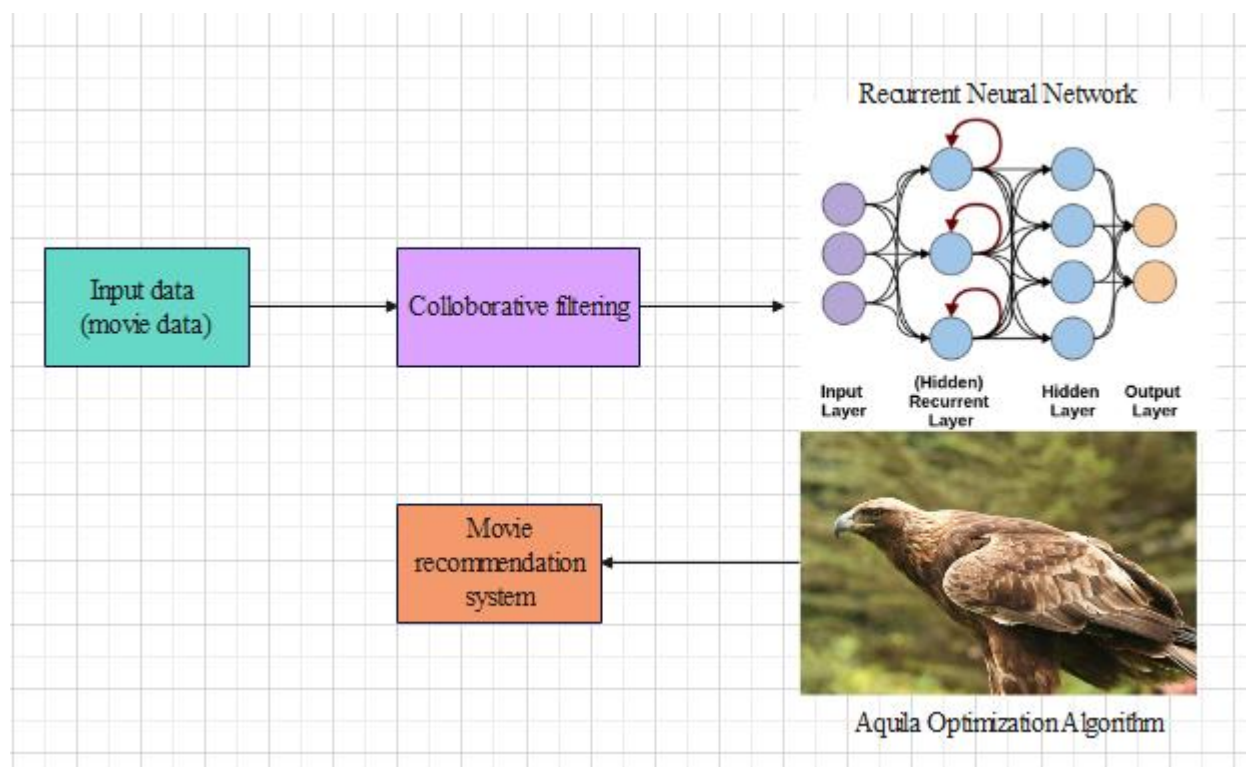 Recurrent Neural Network
Input data
(movie data)
Colloborative filtering
Input
Layer
(Hidden)
Recurrent
Layer
Hidden
Layer
Output
Layer
Movie
recommendation
system
Aquila Optimization Algorithm